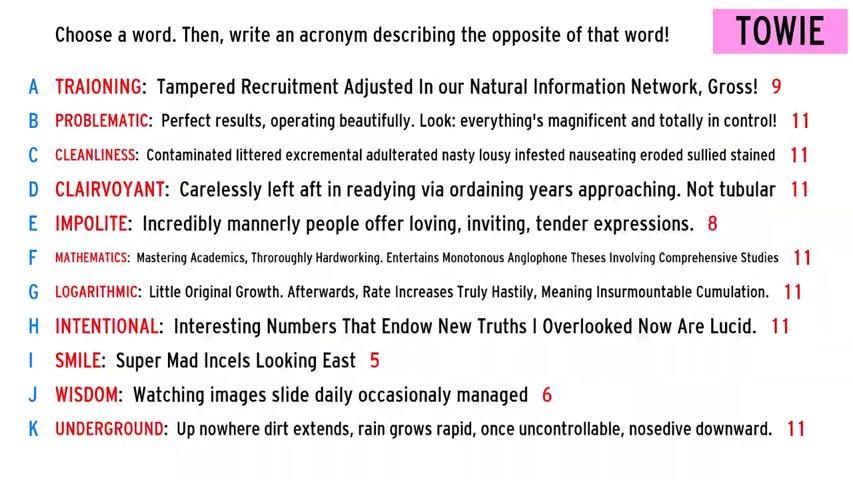 Choose a word. Then, write an acronym describing the opposite of that word!
TOWIE
A TRAIONING: Tampered Recruitment Adjusted In our Natural Information Network, Gross! 9
B PROBLEMATIC: Perfect results, operating beautifully. Look: everything's magnificent and totally in control! 11
C CLEANLINESS: Contaminated littered excremental adulterated nasty lousy infested nauseating eroded sullied stained 11
D CLAIRVOYANT: Carelessly left aft in readying via ordaining years approaching. Not tubular 11
E IMPOLITE: Incredibly mannerly people offer loving, inviting, tender expressions. 8
F MATHEMATICS: Mastering Academics, Throroughly Hardworking. Entertains Monotonous Anglophone Theses Involving Comprehensive Studies 11
G LOGARITHMIC: Little Original Growth. Afterwards, Rate Increases Truly Hastily, Meaning Insurmountable Cumulation. 11
H INTENTIONAL: Interesting Numbers That Endow New Truths I Overlooked Now Are Lucid. 11
I SMILE: Super Mad Incels Looking East 5
J WISDOM: Watching images slide daily occasionaly managed 6
K UNDERGROUND: Up nowhere dirt extends, rain grows rapid, once uncontrollable, nosedive downward. 11